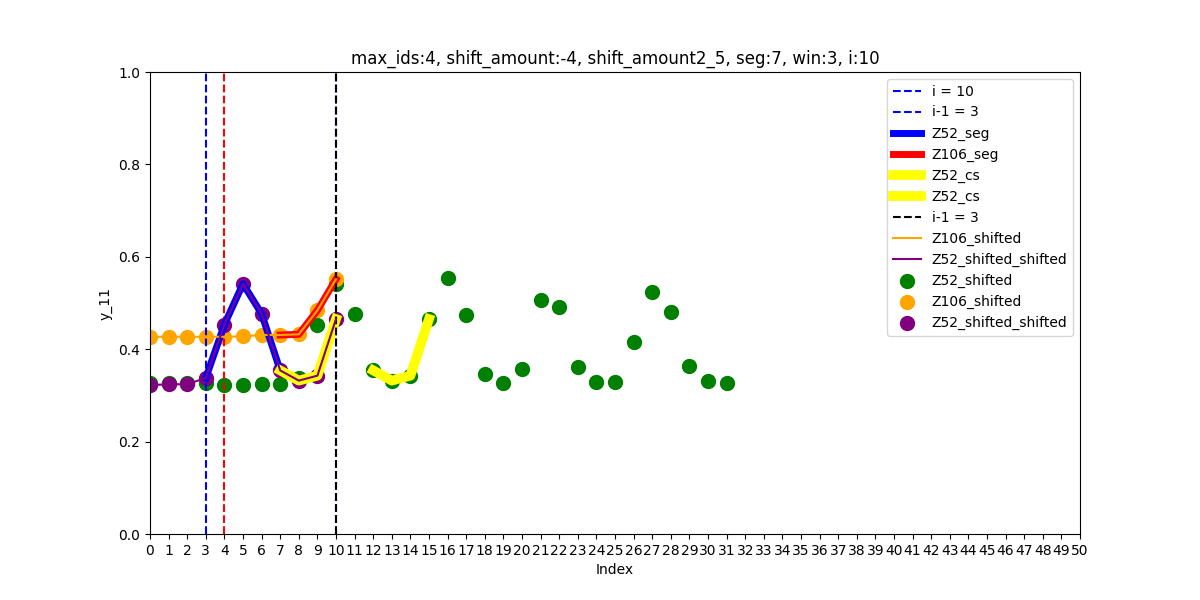 max_ids:4, shift_amount:-4, shift_amount2_5, seg:7, win:3, i:10
1.0
0.8
0.6
0.4
0.2
0.0
y_11
i = 10
i-1 = 3
Z52_seg
Z106_seg
Z52_cs
Z52_cs
i-1 = 3
Z106_shifted
Z52_shifted_shifted
Z52_shifted
Z106_shifted
Z52_shifted_shifted
0 1 2 3 4 5 6 7 8 9 10 11 12 13 14 15 16 17 18 19 20 21 22 23 24 25 26 27 28 29 30 31 32 33 34 35 36 37 38 39 40 41 42 43 44 45 46 47 48 49 50
Index